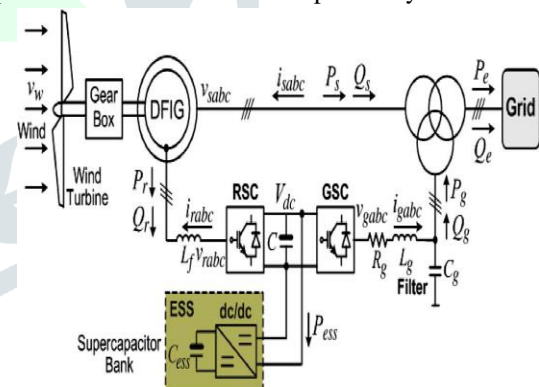 v_w
Wind
Wind
Turbine
Gear
Box
DFIG
v_sabc
i_sabc
P_s
Q_s
P_e
Q_e
Grid
P_r
Q_r
i_rabc
L_f
v_rabc
RSC
V_dc
C
GSC
v_gabc
i_gabc
R_g
L_g
Filter
C_g
P_g
Q_g
ESS
dc/dc
C_ess
P_ess
Supercapacitor
Bank